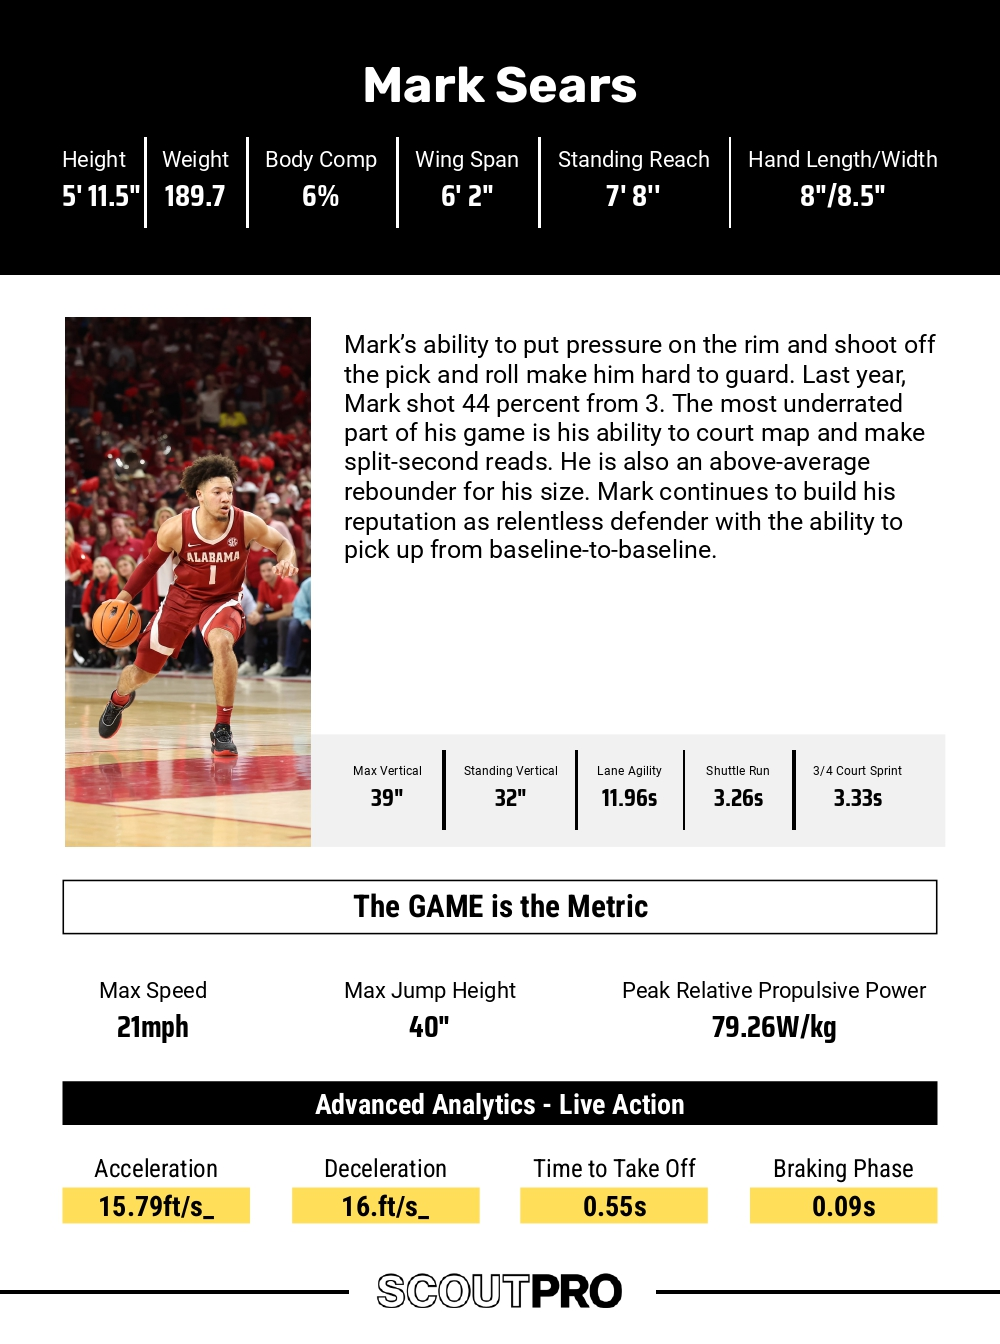 Mark Sears
Height Weight Body Comp Wing Span Standing Reach Hand Length/Width
5' 11.5" 189.7 6% 6' 2" 7' 8'' 8"/8.5"
Mark’s ability to put pressure on the rim and shoot off
the pick and roll make him hard to guard. Last year,
Mark shot 44 percent from 3. The most underrated
part of his game is his ability to court map and make
split-second reads. He is also an above-average
rebounder for his size. Mark continues to build his
reputation as relentless defender with the ability to
pick up from baseline-to-baseline.
SEC
ALABAMA
1
Max Vertical Standing Vertical Lane Agility Shuttle Run 3/4 Court Sprint
39" 32" 11.96s 3.26s 3.33s
The GAME is the Metric
Max Speed Max Jump Height Peak Relative Propulsive Power
21mph 40" 79.26W/kg
Advanced Analytics - Live Action
Acceleration Deceleration Time to Take Off Braking Phase
15.79ft/s_ 16.ft/s_ 0.55s 0.09s
SCOUTPRO